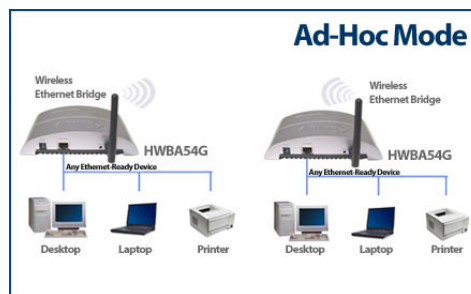 Ad-Hoc Mode
Wireless
Ethernet Bridge
HWBA54G
Any Ethernet-Ready Device
Desktop
Laptop
Printer
Wireless
Ethernet Bridge
HWBA54G
Any Ethernet-Ready Device
Desktop
Laptop
Printer